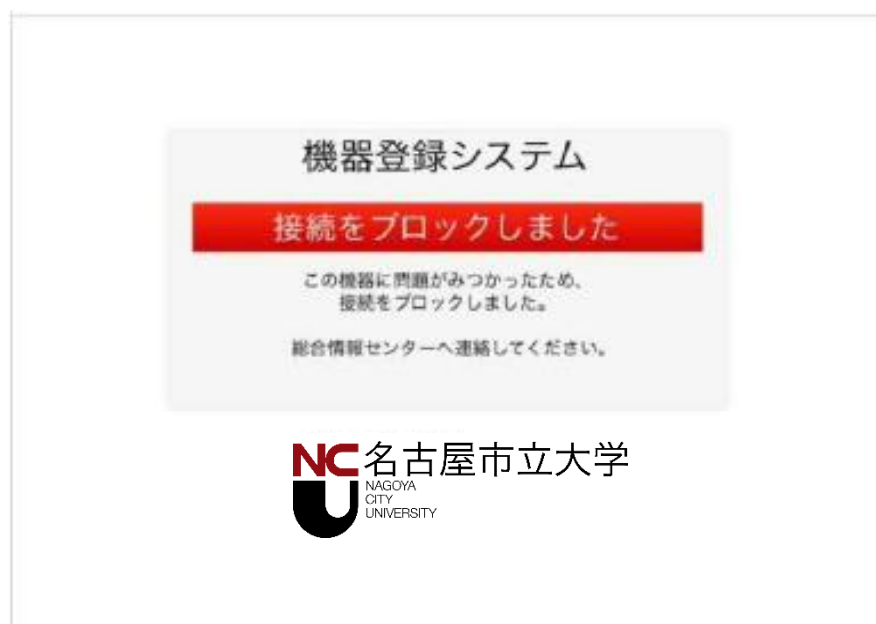 機器登録システム
接続をブロックしました
この機器に問題がみつかったため、
接続をブロックしました。
総合情報センターへ連絡してください。
NC 名古屋市立大学
U NAGOYA
CITY
UNIVERSITY